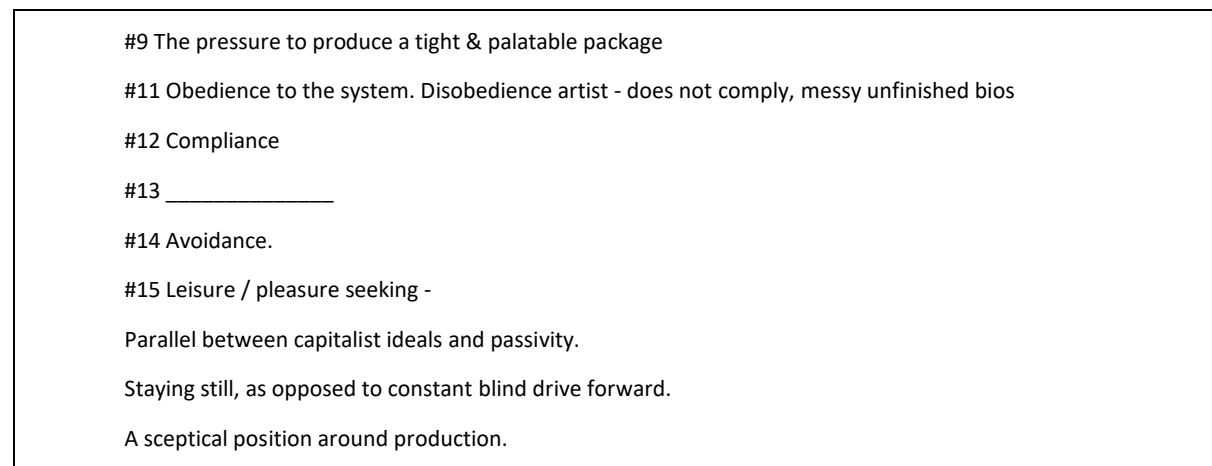 #9 The pressure to produce a tight & palatable package
#11 Obedience to the system. Disobedience artist - does not comply, messy unfinished bios
#12 Compliance
#13 ______________
#14 Avoidance.
#15 Leisure / pleasure seeking -
Parallel between capitalist ideals and passivity.
Staying still, as opposed to constant blind drive forward.
A sceptical position around production.